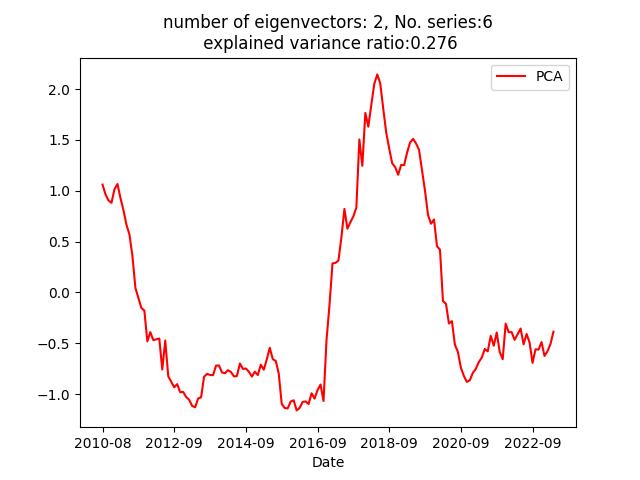 number of eigenvectors: 2, No. series:6
explained variance ratio:0.276
PCA
2.0
1.5
1.0
0.5
0.0
−0.5
−1.0
2010-08 2012-09 2014-09 2016-09 2018-09 2020-09 2022-09
Date